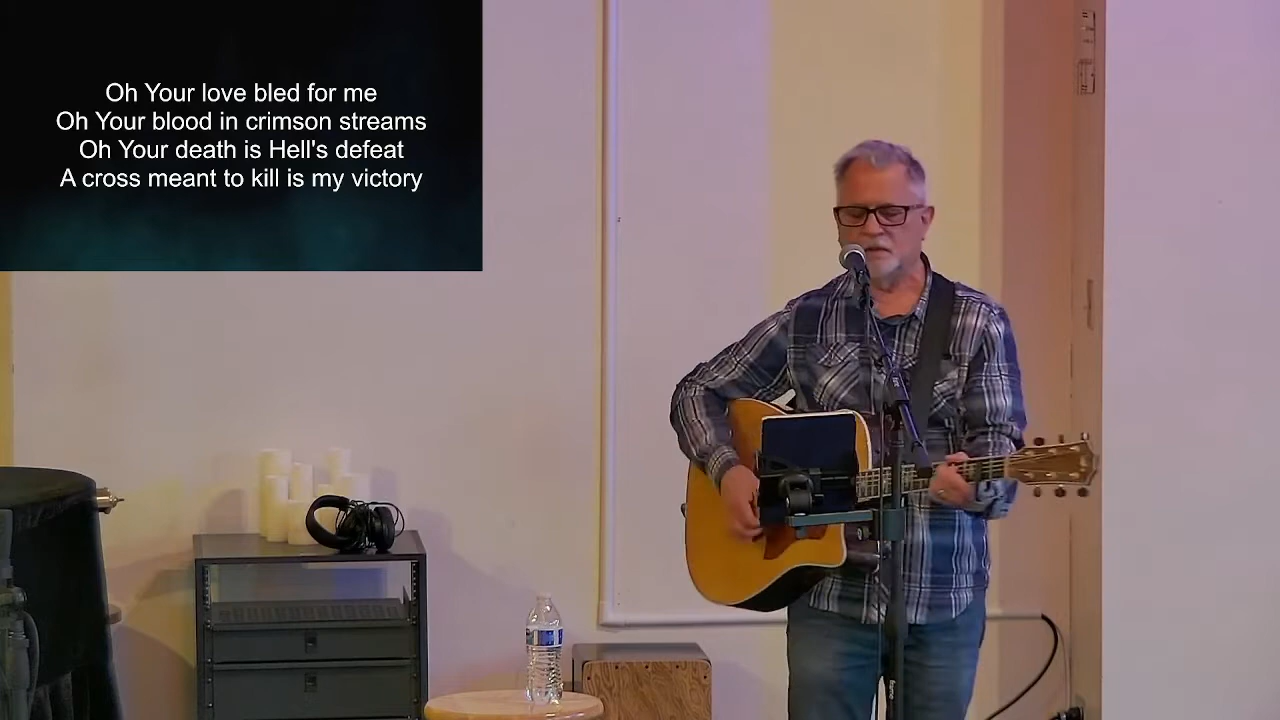 Oh Your love bled for me
Oh Your blood in crimson streams
Oh Your death is Hell's defeat
A cross meant to kill is my victory